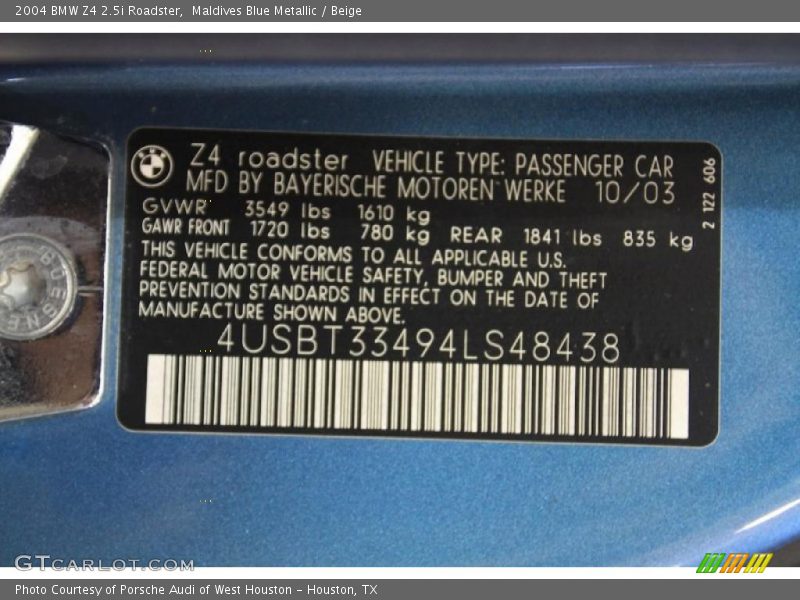 2004 BMW Z4 2.5i Roadster, Maldives Blue Metallic / Beige
Z4 roadster VEHICLE TYPE: PASSENGER CAR
MFD BY BAYERISCHE MOTOREN WERKE 10/03
GVWR 3549 lbs 1610 kg
GAWR FRONT 1720 lbs 780 kg REAR 1841 lbs 835 kg
THIS VEHICLE CONFORMS TO ALL APPLICABLE U.S.
FEDERAL MOTOR VEHICLE SAFETY, BUMPER AND THEFT
PREVENTION STANDARDS IN EFFECT ON THE DATE OF
MANUFACTURE SHOWN ABOVE.
4USBT33494LS48438
2 122 606
GTCARLOT.COM
Photo Courtesy of Porsche Audi of West Houston - Houston, TX